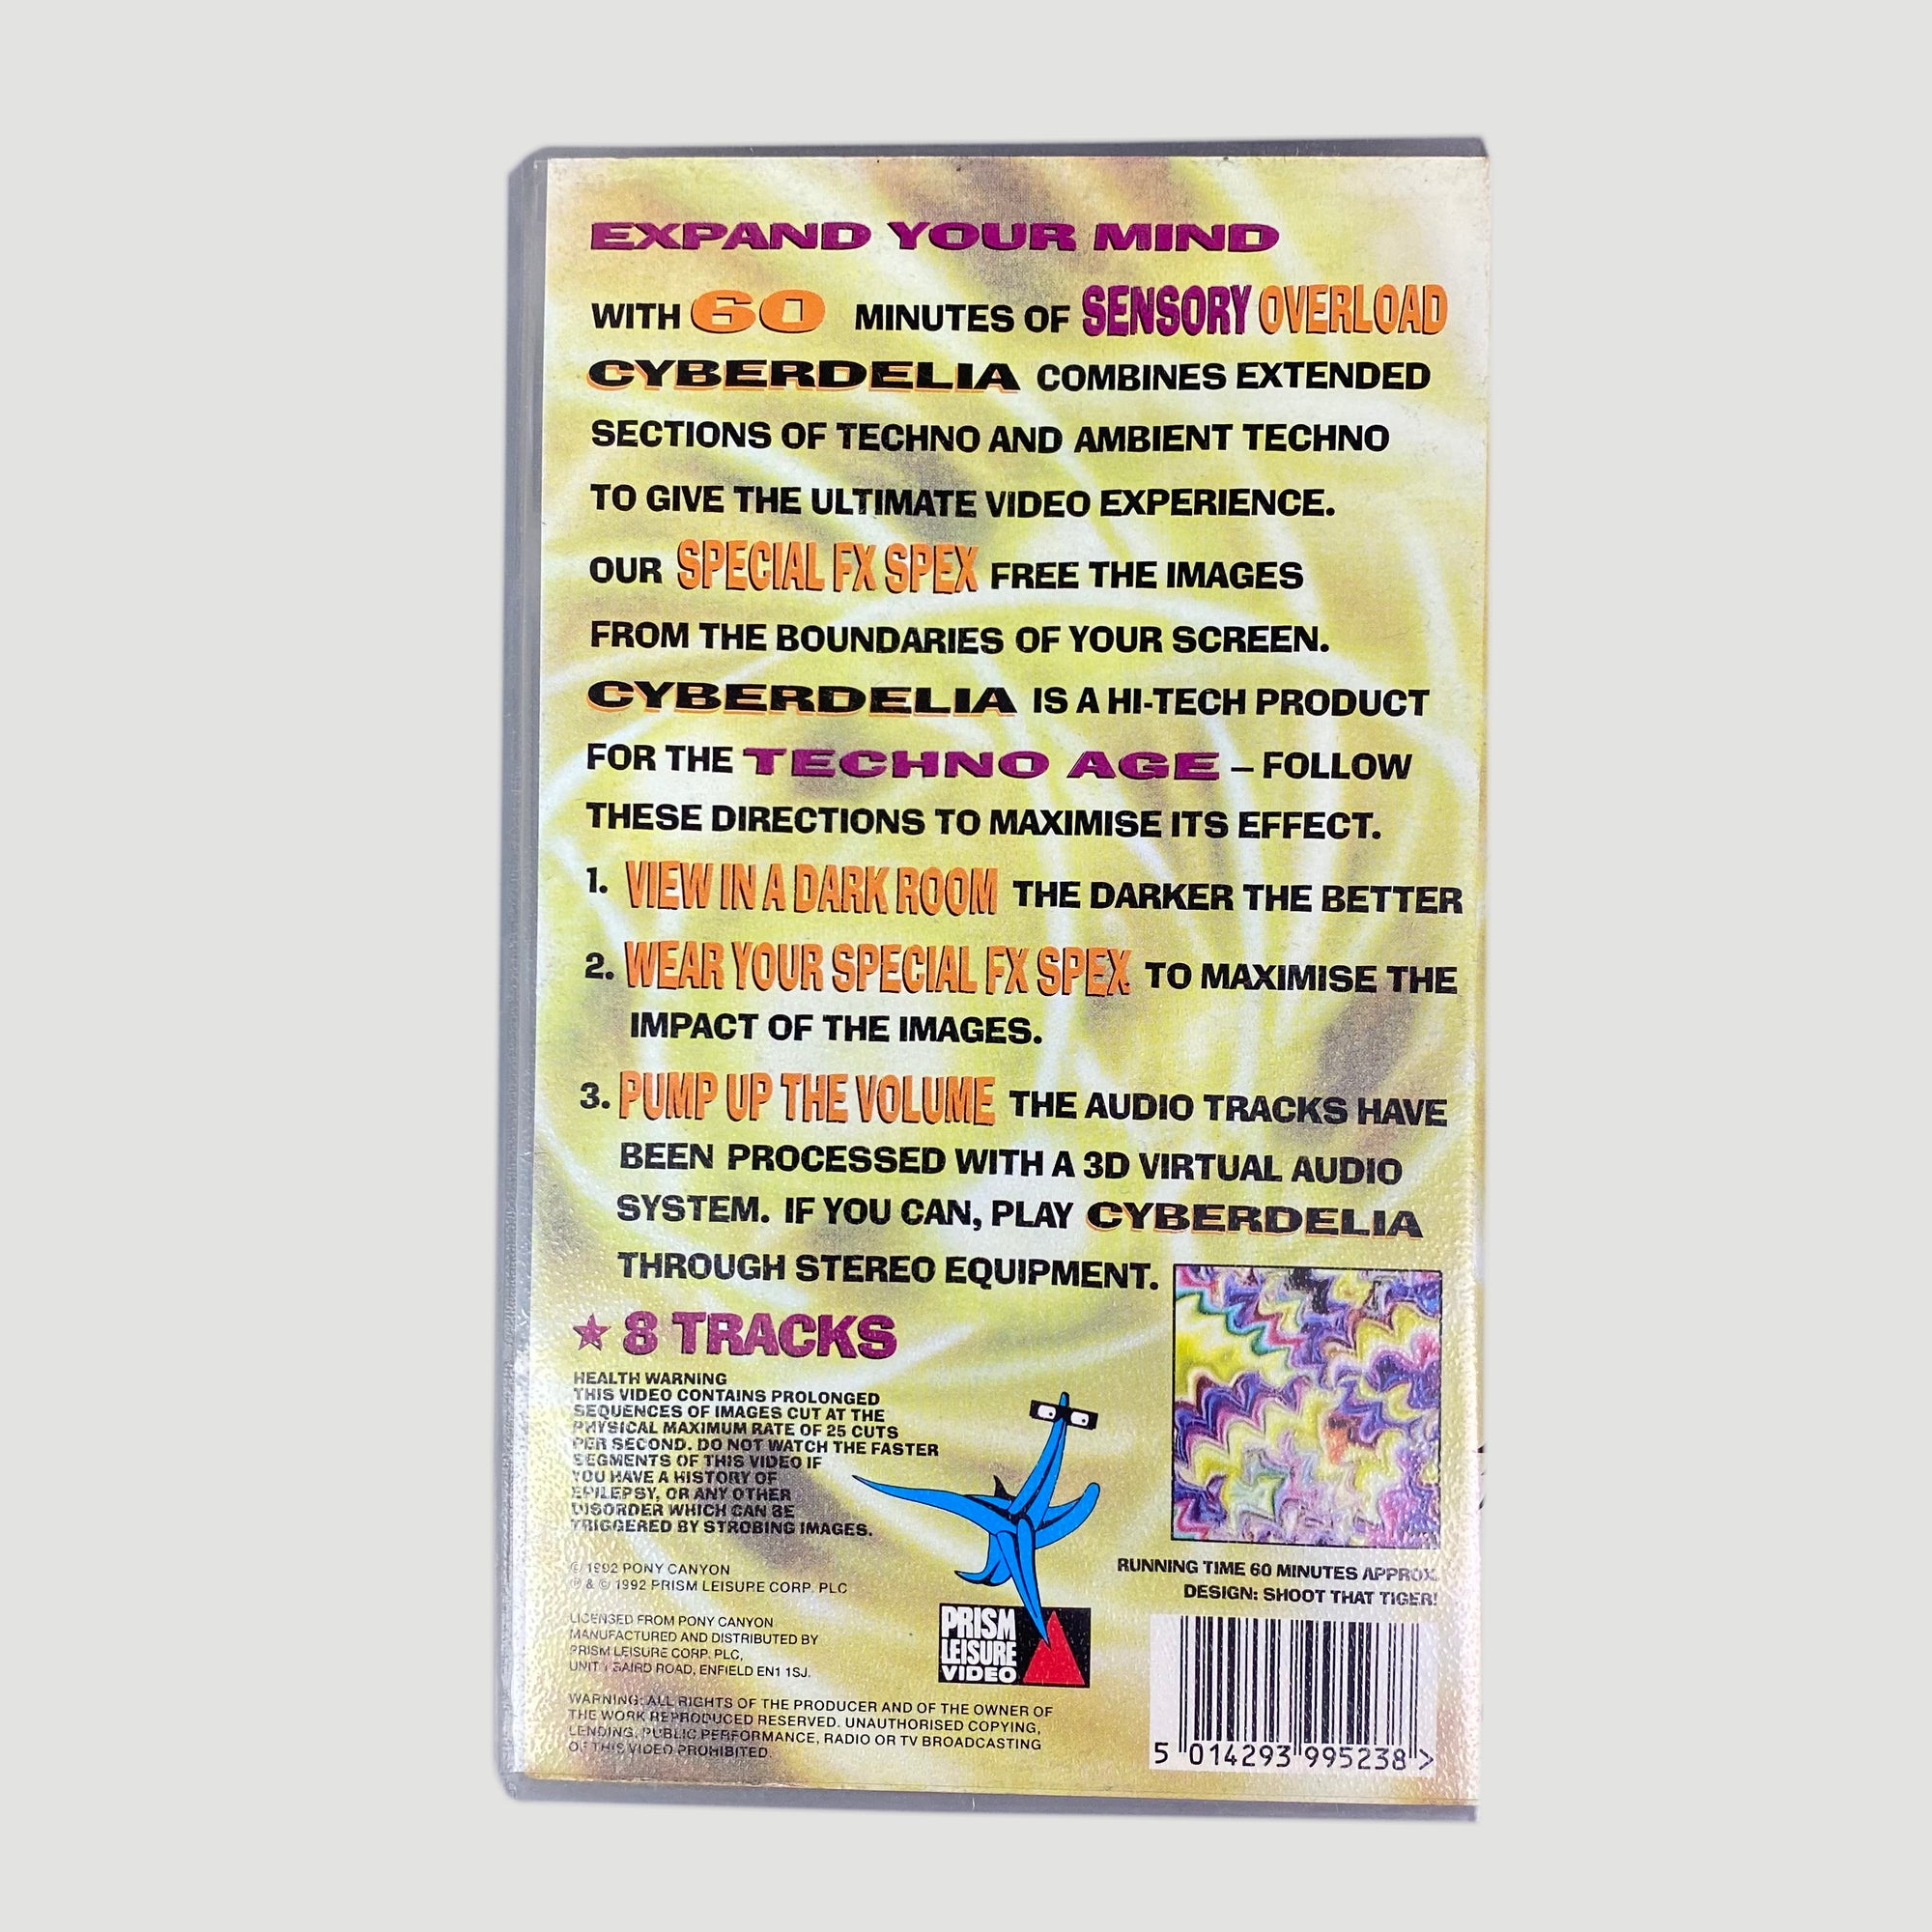 EXPAND YOUR MIND
WITH 60 MINUTES OF SENSORY OVERLOAD
CYBERDELIA COMBINES EXTENDED
SECTIONS OF TECHNO AND AMBIENT TECHNO
TO GIVE THE ULTIMATE VIDEO EXPERIENCE.
OUR SPECIAL FX SPEX FREE THE IMAGES
FROM THE BOUNDARIES OF YOUR SCREEN.
CYBERDELIA IS A HI-TECH PRODUCT
FOR THE TECHNO AGE – FOLLOW
THESE DIRECTIONS TO MAXIMISE ITS EFFECT.
1. VIEW IN A DARK ROOM THE DARKER THE BETTER
2. WEAR YOUR SPECIAL FX SPEX TO MAXIMISE THE
IMPACT OF THE IMAGES.
3. PUMP UP THE VOLUME THE AUDIO TRACKS HAVE
BEEN PROCESSED WITH A 3D VIRTUAL AUDIO
SYSTEM. IF YOU CAN, PLAY CYBERDELIA
THROUGH STEREO EQUIPMENT.
★ 8 TRACKS
HEALTH WARNING
THIS VIDEO CONTAINS PROLONGED
SEQUENCES OF IMAGES CUT AT THE
PHYSICAL MAXIMUM RATE OF 25 CUTS
PER SECOND. DO NOT WATCH THE FASTER
SEGMENTS OF THIS VIDEO IF
YOU HAVE A HISTORY OF
EPILEPSY, OR ANY OTHER
DISORDER WHICH CAN BE
TRIGGERED BY STROBING IMAGES.
© 1992 PONY CANYON
℗ & © 1992 PRISM LEISURE CORP. PLC
LICENSED FROM PONY CANYON
MANUFACTURED AND DISTRIBUTED BY
PRISM LEISURE CORP. PLC,
UNIT 1 BAIRD ROAD, ENFIELD EN1 1SJ.
WARNING: ALL RIGHTS OF THE PRODUCER AND OF THE OWNER OF
THE WORK REPRODUCED RESERVED. UNAUTHORISED COPYING,
LENDING, PUBLIC PERFORMANCE, RADIO OR TV BROADCASTING
OF THIS VIDEO PROHIBITED.
PRISM
LEISURE
VIDEO
RUNNING TIME 60 MINUTES APPROX.
DESIGN: SHOOT THAT TIGER!
5 014293 995238 >